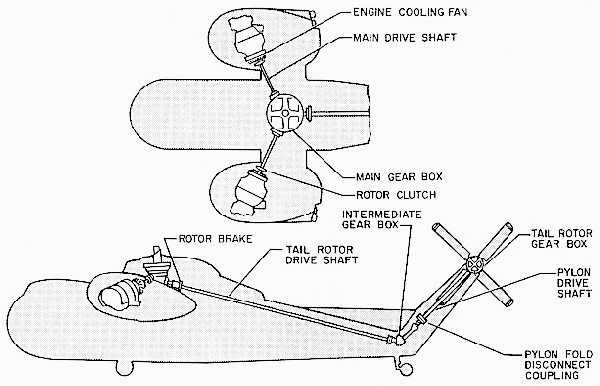 ENGINE COOLING FAN
MAIN DRIVE SHAFT
MAIN GEAR BOX
ROTOR CLUTCH
INTERMEDIATE
GEAR BOX
ROTOR BRAKE
TAIL ROTOR
DRIVE SHAFT
TAIL ROTOR
GEAR BOX
PYLON
DRIVE
SHAFT
PYLON FOLD
DISCONNECT
COUPLING